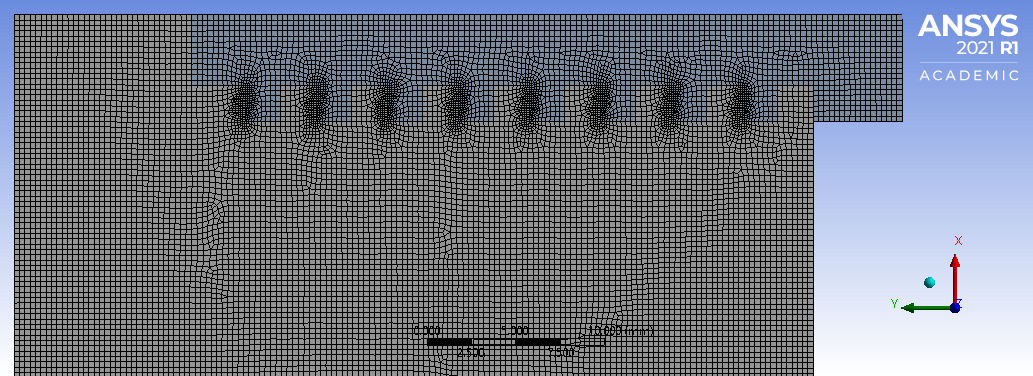 ANSYS
2021 R1
ACADEMIC
X
Y
Z
0.000 5.000 10.000 (mm)
2.500 7.500